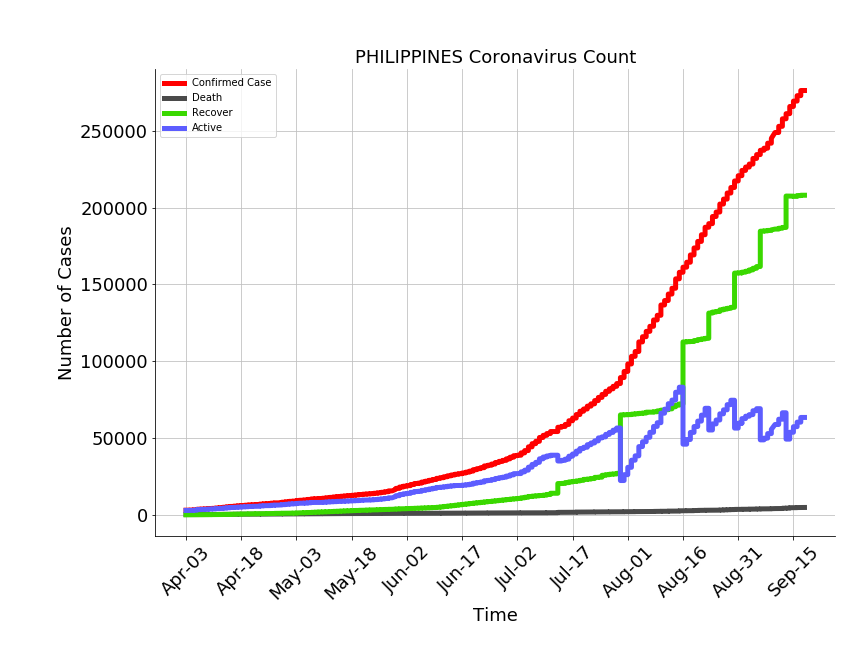 PHILIPPINES Coronavirus Count
Confirmed Case
Death
Recover
Active
Number of Cases
250000
200000
150000
100000
50000
0
Apr-03
Apr-18
May-03
May-18
Jun-02
Jun-17
Jul-02
Jul-17
Aug-01
Aug-16
Aug-31
Sep-15
Time